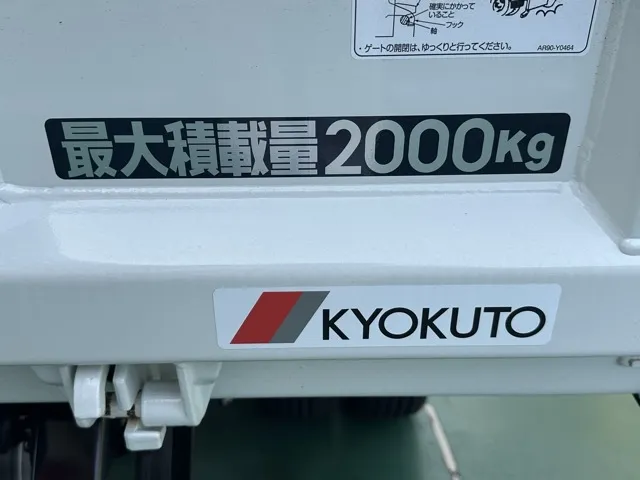 確実にかかって
いること
フック
軸
・ゲートの開閉は、ゆっくりと行ってください。
AR90-Y0464
最大積載量2000Kg
KYOKUTO